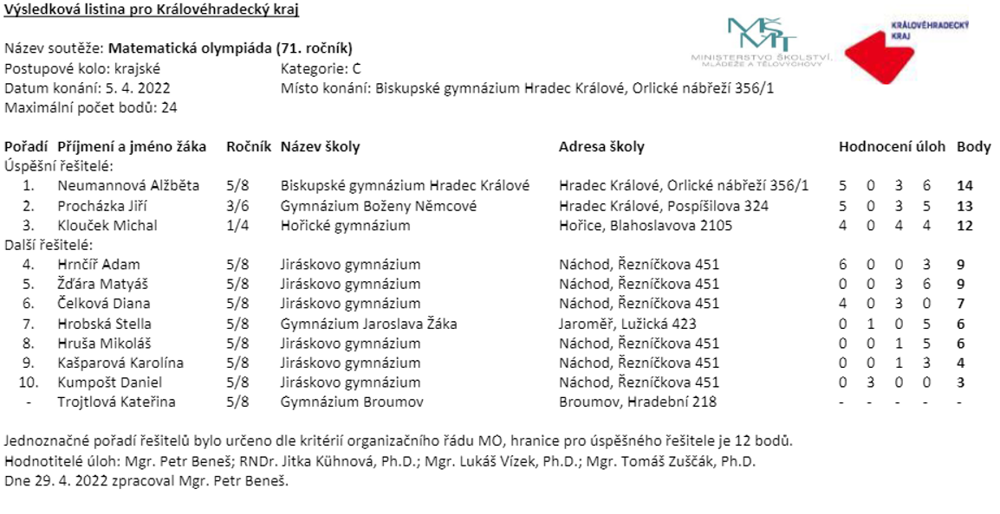 Výsledková listina pro Královéhradecký kraj
MŠMT
MINISTERSTVO ŠKOLSTVÍ,
MLÁDEŽE A TĚLOVÝCHOVY
KRÁLOVÉHRADECKÝ
KRAJ
Název soutěže: Matematická olympiáda (71. ročník)
Postupové kolo: krajské Kategorie: C
Datum konání: 5. 4. 2022 Místo konání: Biskupské gymnázium Hradec Králové, Orlické nábřeží 356/1
Maximální počet bodů: 24
Pořadí Příjmení a jméno žáka Ročník Název školy Adresa školy Hodnocení úloh Body
Úspěšní řešitelé:
1. Neumannová Alžběta 5/8 Biskupské gymnázium Hradec Králové Hradec Králové, Orlické nábřeží 356/1 5 0 3 6 14
2. Procházka Jiří 3/6 Gymnázium Boženy Němcové Hradec Králové, Pospíšilova 324 5 0 3 5 13
3. Klouček Michal 1/4 Hořické gymnázium Hořice, Blahoslavova 2105 4 0 4 4 12
Další řešitelé:
4. Hrnčíř Adam 5/8 Jiráskovo gymnázium Náchod, Řezníčkova 451 6 0 0 3 9
5. Žďára Matyáš 5/8 Jiráskovo gymnázium Náchod, Řezníčkova 451 0 0 3 6 9
6. Čelková Diana 5/8 Jiráskovo gymnázium Náchod, Řezníčkova 451 4 0 3 0 7
7. Hrobská Stella 5/8 Gymnázium Jaroslava Žáka Jaroměř, Lužická 423 0 1 0 5 6
8. Hruša Mikoláš 5/8 Jiráskovo gymnázium Náchod, Řezníčkova 451 0 0 1 5 6
9. Kašparová Karolína 5/8 Jiráskovo gymnázium Náchod, Řezníčkova 451 0 0 1 3 4
10. Kumpošt Daniel 5/8 Jiráskovo gymnázium Náchod, Řezníčkova 451 0 3 0 0 3
- Trojtlová Kateřina 5/8 Gymnázium Broumov Broumov, Hradební 218 - - - - -
Jednoznačné pořadí řešitelů bylo určeno dle kritérií organizačního řádu MO, hranice pro úspěšného řešitele je 12 bodů.
Hodnotitelé úloh: Mgr. Petr Beneš; RNDr. Jitka Kühnová, Ph.D.; Mgr. Lukáš Vízek, Ph.D.; Mgr. Tomáš Zuščák, Ph.D.
Dne 29. 4. 2022 zpracoval Mgr. Petr Beneš.